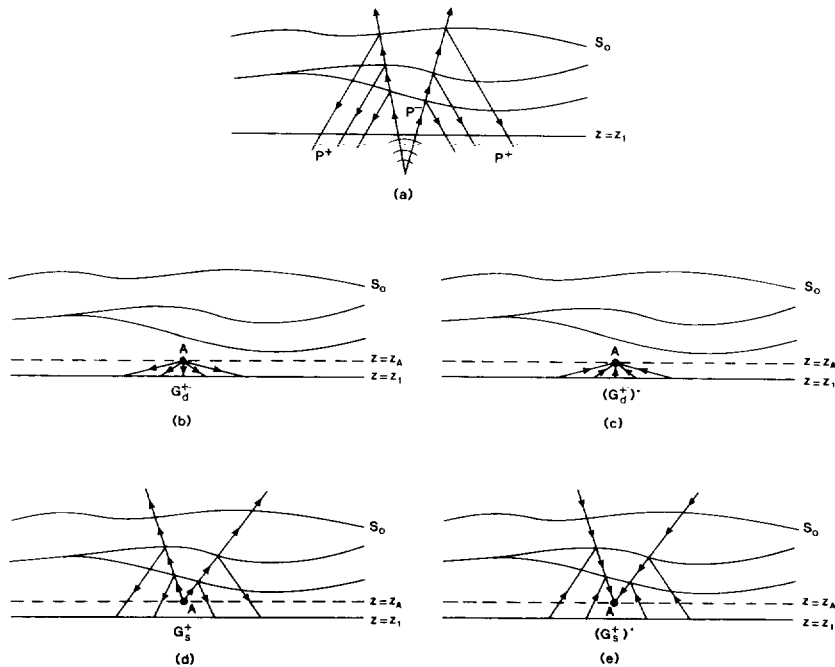 S₀
P⁻
z=z₁
P⁺ P⁺
(a)
S₀ S₀
A A
z=z_A z=z_A
z=z₁ z=z₁
G_d⁺ (G_d⁺)*
(b) (c)
S₀ S₀
A A
z=z_A z=z_A
z=z₁ z=z₁
G_s⁺ (G_s⁺)*
(d) (e)